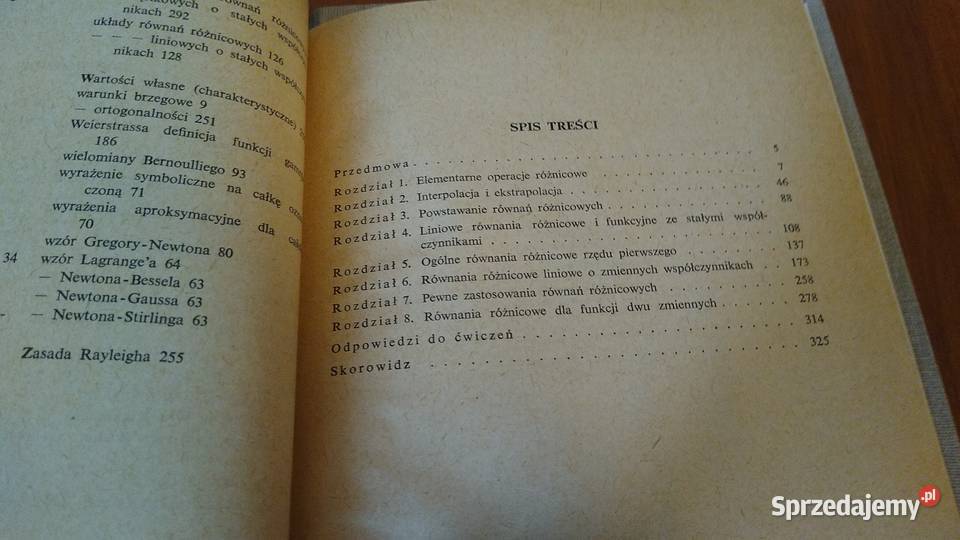 nikach 292
układy równań różnicowych 126
— — — liniowych o stałych
nikach 128
Wartości własne (charakterystyczne)
warunki brzegowe 9
— ortogonalności 251
Weierstrassa definicja funkcji
186
wielomiany Bernoulliego 93
wyrażenie symboliczne na całkę
czoną 71
wyrażenia aproksymacyjne dla
70
wzór Gregory-Newtona 80
34 wzór Lagrange'a 64
— Newtona-Bessela 63
— Newtona-Gaussa 63
— Newtona-Stirlinga 63
Zasada Rayleigha 255
SPIS TREŚCI
Przedmowa . . . . . 5
Rozdział 1. Elementarne operacje różnicowe . . . . . 7
Rozdział 2. Interpolacja i ekstrapolacja . . . . . 46
Rozdział 3. Powstawanie równań różnicowych . . . . . 88
Rozdział 4. Liniowe równania różnicowe i funkcyjne ze stałymi współ-
czynnikami . . . . . 108
Rozdział 5. Ogólne równania różnicowe rzędu pierwszego . . . . . 137
Rozdział 6. Równania różnicowe liniowe o zmiennych współczynnikach . . 173
Rozdział 7. Pewne zastosowania równań różnicowych . . . . . 258
Rozdział 8. Równania różnicowe dla funkcji dwu zmiennych . . . . . 278
Odpowiedzi do ćwiczeń . . . . . 314
Skorowidz . . . . . 325
Sprzedajemy.pl